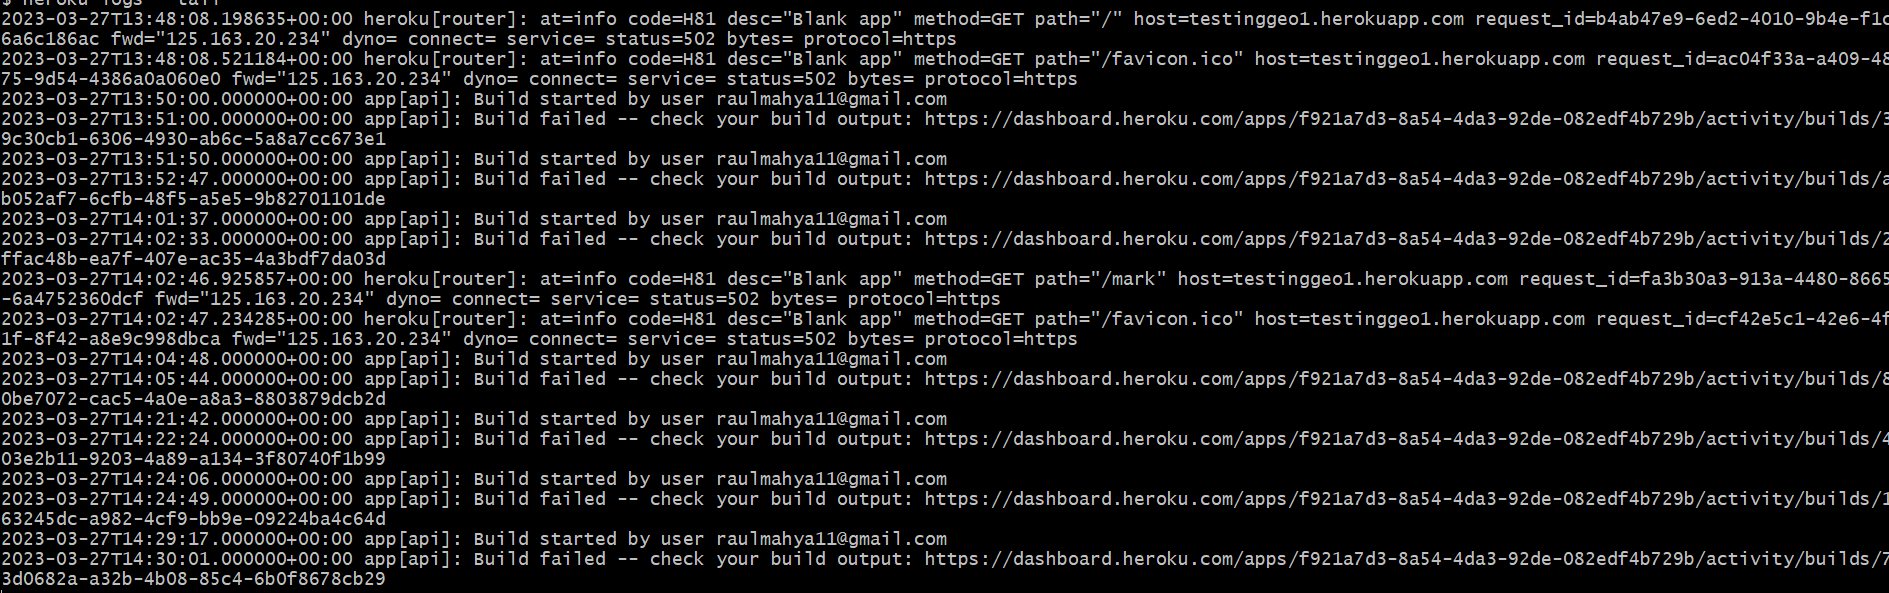 $ heroku logs --tail
2023-03-27T13:48:08.198635+00:00 heroku[router]: at=info code=H81 desc="Blank app" method=GET path="/" host=testinggeo1.herokuapp.com request_id=b4ab47e9-6ed2-4010-9b4e-f1c
6a6c186ac fwd="125.163.20.234" dyno= connect= service= status=502 bytes= protocol=https
2023-03-27T13:48:08.521184+00:00 heroku[router]: at=info code=H81 desc="Blank app" method=GET path="/favicon.ico" host=testinggeo1.herokuapp.com request_id=ac04f33a-a409-48
75-9d54-4386a0a060e0 fwd="125.163.20.234" dyno= connect= service= status=502 bytes= protocol=https
2023-03-27T13:50:00.000000+00:00 app[api]: Build started by user raulmahya11@gmail.com
2023-03-27T13:51:00.000000+00:00 app[api]: Build failed -- check your build output: https://dashboard.heroku.com/apps/f921a7d3-8a54-4da3-92de-082edf4b729b/activity/builds/3
9c30cb1-6306-4930-ab6c-5a8a7cc673e1
2023-03-27T13:51:50.000000+00:00 app[api]: Build started by user raulmahya11@gmail.com
2023-03-27T13:52:47.000000+00:00 app[api]: Build failed -- check your build output: https://dashboard.heroku.com/apps/f921a7d3-8a54-4da3-92de-082edf4b729b/activity/builds/a
b052af7-6cfb-48f5-a5e5-9b82701101de
2023-03-27T14:01:37.000000+00:00 app[api]: Build started by user raulmahya11@gmail.com
2023-03-27T14:02:33.000000+00:00 app[api]: Build failed -- check your build output: https://dashboard.heroku.com/apps/f921a7d3-8a54-4da3-92de-082edf4b729b/activity/builds/2
ffac48b-ea7f-407e-ac35-4a3bdf7da03d
2023-03-27T14:02:46.925857+00:00 heroku[router]: at=info code=H81 desc="Blank app" method=GET path="/mark" host=testinggeo1.herokuapp.com request_id=fa3b30a3-913a-4480-8665
-6a4752360dcf fwd="125.163.20.234" dyno= connect= service= status=502 bytes= protocol=https
2023-03-27T14:02:47.234285+00:00 heroku[router]: at=info code=H81 desc="Blank app" method=GET path="/favicon.ico" host=testinggeo1.herokuapp.com request_id=cf42e5c1-42e6-4f
1f-8f42-a8e9c998dbca fwd="125.163.20.234" dyno= connect= service= status=502 bytes= protocol=https
2023-03-27T14:04:48.000000+00:00 app[api]: Build started by user raulmahya11@gmail.com
2023-03-27T14:05:44.000000+00:00 app[api]: Build failed -- check your build output: https://dashboard.heroku.com/apps/f921a7d3-8a54-4da3-92de-082edf4b729b/activity/builds/8
0be7072-cac5-4a0e-a8a3-8803879dcb2d
2023-03-27T14:21:42.000000+00:00 app[api]: Build started by user raulmahya11@gmail.com
2023-03-27T14:22:24.000000+00:00 app[api]: Build failed -- check your build output: https://dashboard.heroku.com/apps/f921a7d3-8a54-4da3-92de-082edf4b729b/activity/builds/4
03e2b11-9203-4a89-a134-3f80740f1b99
2023-03-27T14:24:06.000000+00:00 app[api]: Build started by user raulmahya11@gmail.com
2023-03-27T14:24:49.000000+00:00 app[api]: Build failed -- check your build output: https://dashboard.heroku.com/apps/f921a7d3-8a54-4da3-92de-082edf4b729b/activity/builds/1
63245dc-a982-4cf9-bb9e-09224ba4c64d
2023-03-27T14:29:17.000000+00:00 app[api]: Build started by user raulmahya11@gmail.com
2023-03-27T14:30:01.000000+00:00 app[api]: Build failed -- check your build output: https://dashboard.heroku.com/apps/f921a7d3-8a54-4da3-92de-082edf4b729b/activity/builds/7
3d0682a-a32b-4b08-85c4-6b0f8678cb29